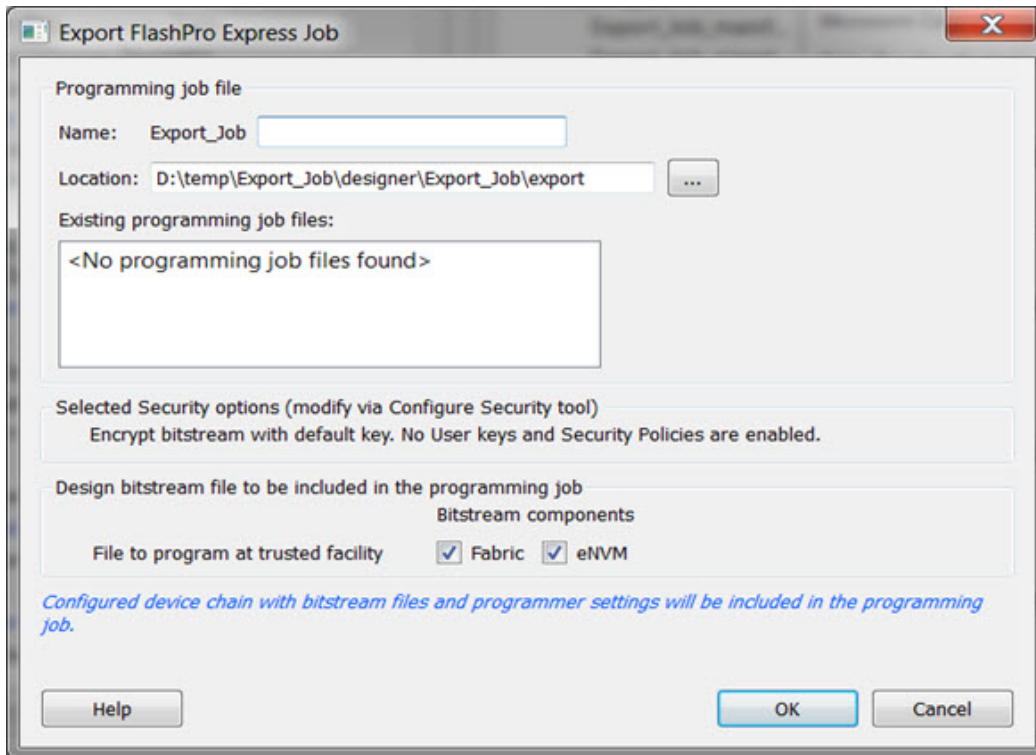 Export FlashPro Express Job
Programming job file
Name: Export_Job
Location: D:\temp\Export_Job\designer\Export_Job\export ...
Existing programming job files:
<No programming job files found>
Selected Security options (modify via Configure Security tool)
Encrypt bitstream with default key. No User keys and Security Policies are enabled.
Design bitstream file to be included in the programming job
Bitstream components
File to program at trusted facility Fabric eNVM
Configured device chain with bitstream files and programmer settings will be included in the programming
job.
Help OK Cancel